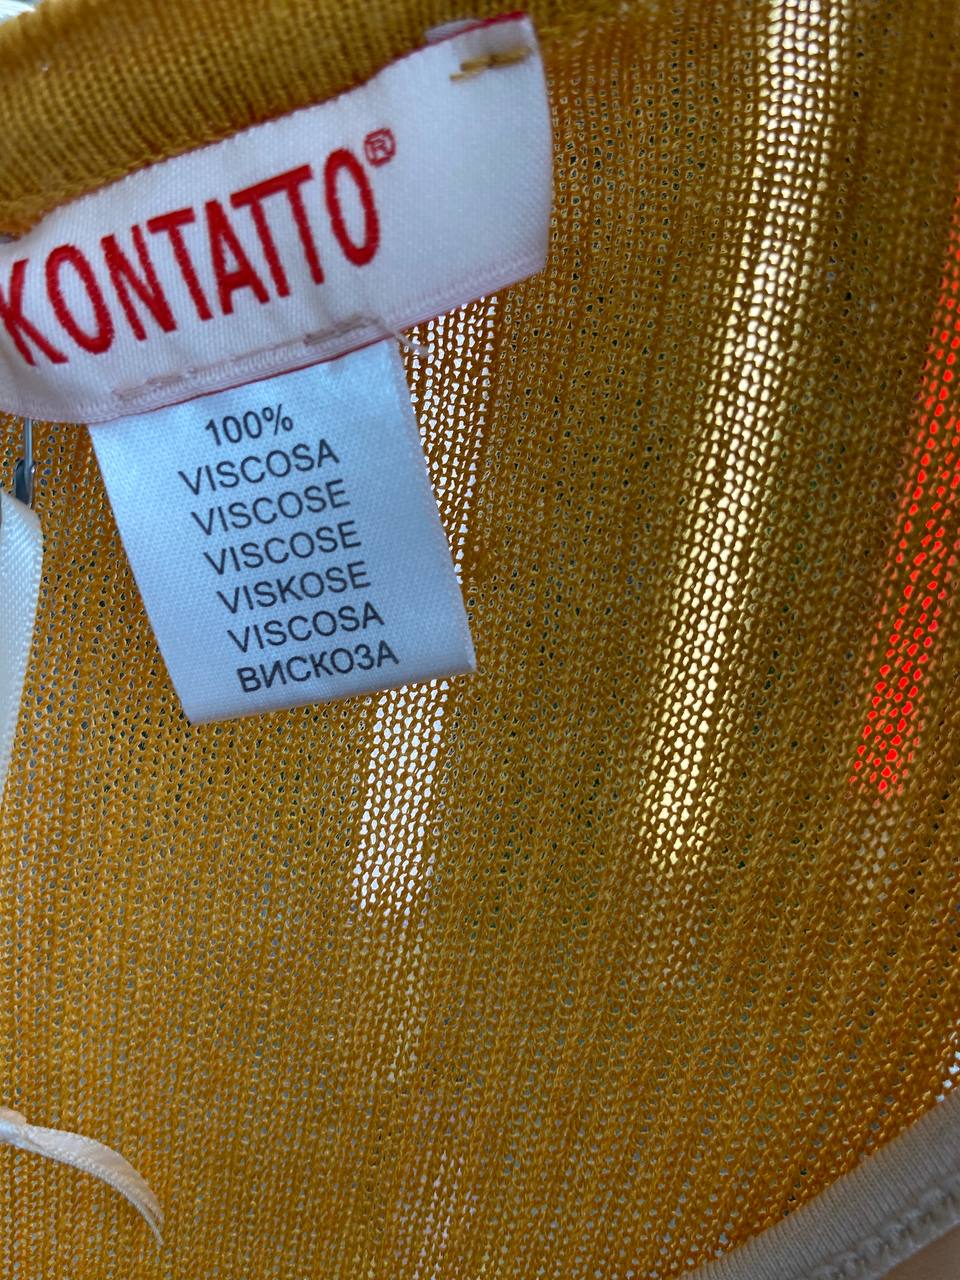 KONTATTO®
100%
VISCOSA
VISCOSE
VISCOSE
VISKOSE
VISCOSA
ВИСКОЗА